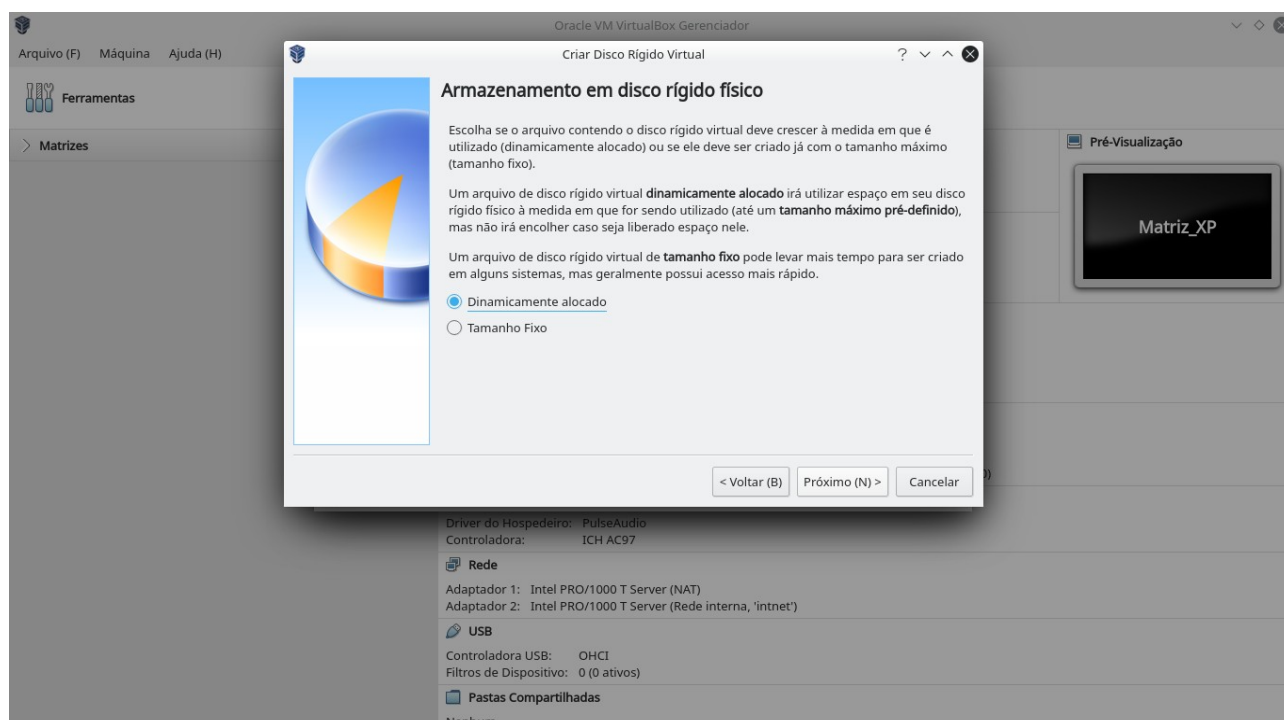 Oracle VM VirtualBox Gerenciador
Arquivo (F) Máquina Ajuda (H)
Criar Disco Rígido Virtual
Ferramentas
Matrizes
Armazenamento em disco rígido físico
Escolha se o arquivo contendo o disco rígido virtual deve crescer à medida em que é
utilizado (dinamicamente alocado) ou se ele deve ser criado já com o tamanho máximo
(tamanho fixo).
Um arquivo de disco rígido virtual dinamicamente alocado irá utilizar espaço em seu disco
rígido físico à medida em que for sendo utilizado (até um tamanho máximo pré-definido),
mas não irá encolher caso seja liberado espaço nele.
Um arquivo de disco rígido virtual de tamanho fixo pode levar mais tempo para ser criado
em alguns sistemas, mas geralmente possui acesso mais rápido.
Dinamicamente alocado
Tamanho Fixo
< Voltar (B) Próximo (N) > Cancelar
Pré-Visualização
Matriz_XP
Driver do Hospedeiro: PulseAudio
Controladora: ICH AC97
Rede
Adaptador 1: Intel PRO/1000 T Server (NAT)
Adaptador 2: Intel PRO/1000 T Server (Rede interna, 'intnet')
USB
Controladora USB: OHCI
Filtros de Dispositivo: 0 (0 ativos)
Pastas Compartilhadas